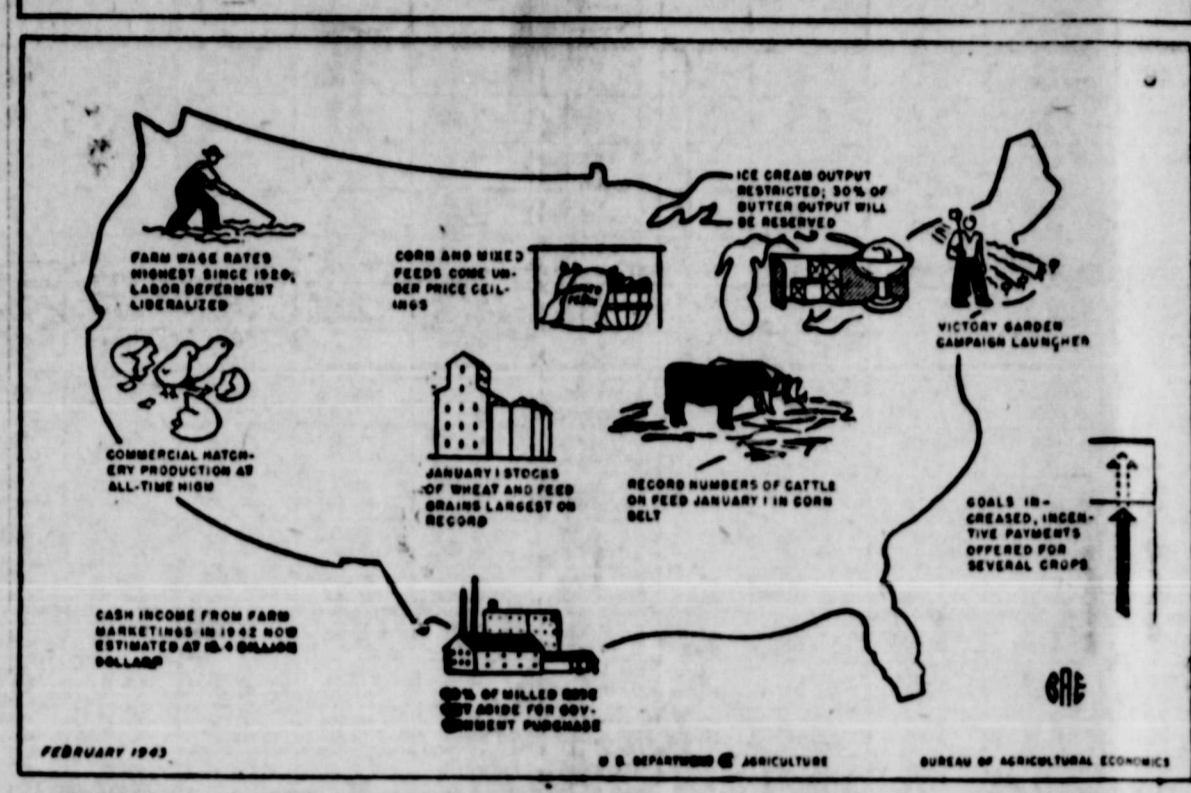 ICE CREAM OUTPUT
RESTRICTED; 30% OF
BUTTER OUTPUT WILL
BE RESERVED
FARM WAGE RATES
HIGHEST SINCE 1920;
LABOR DEFERMENT
LIBERALIZED
CORN AND MIXED
FEEDS COME UN-
DER PRICE CEIL-
INGS
VICTORY GARDEN
CAMPAIGN LAUNCHED
COMMERCIAL HATCH-
ERY PRODUCTION AT
ALL-TIME HIGH
JANUARY 1 STOCKS
OF WHEAT AND FEED
GRAINS LARGEST ON
RECORD
RECORD NUMBERS OF CATTLE
ON FEED JANUARY 1 IN CORN
BELT
GOALS IN-
CREASED, INCEN-
TIVE PAYMENTS
OFFERED FOR
SEVERAL CROPS
CASH INCOME FROM FARM
MARKETINGS IN 1942 NOW
ESTIMATED AT BILLION
DOLLARS
% OF MILLED
SET ASIDE FOR GOV-
ERNMENT PURCHASE
BAE
FEBRUARY 1943
U. S. DEPARTMENT OF AGRICULTURE
BUREAU OF AGRICULTURAL ECONOMICS